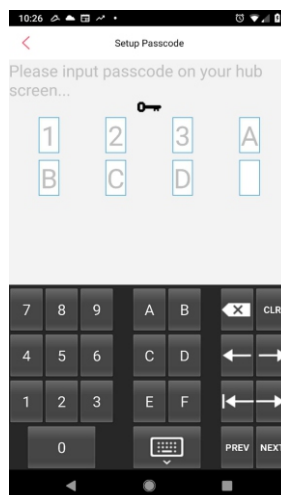 10:26
Setup Passcode
Please input passcode on your hub
screen...
1 2 3 A
B C D
7 8 9 A B CLR
4 5 6 C D
1 2 3 E F
0 PREV NEXT